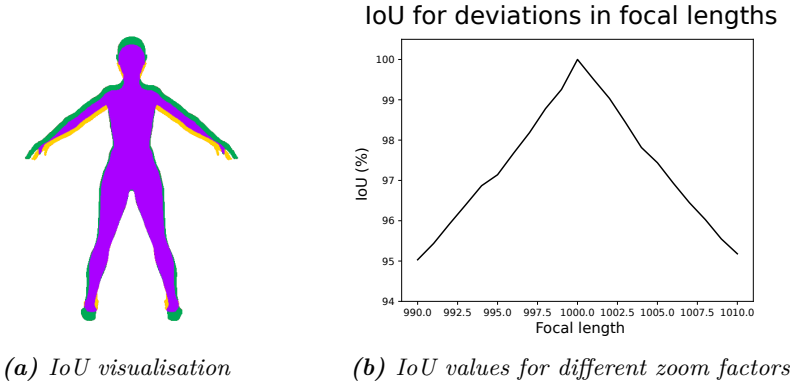 IoU for deviations in focal lengths
IoU (%)
100
99
98
97
96
95
94
990.0 992.5 995.0 997.5 1000.0 1002.5 1005.0 1007.5 1010.0
Focal length
(a) IoU visualisation
(b) IoU values for different zoom factors